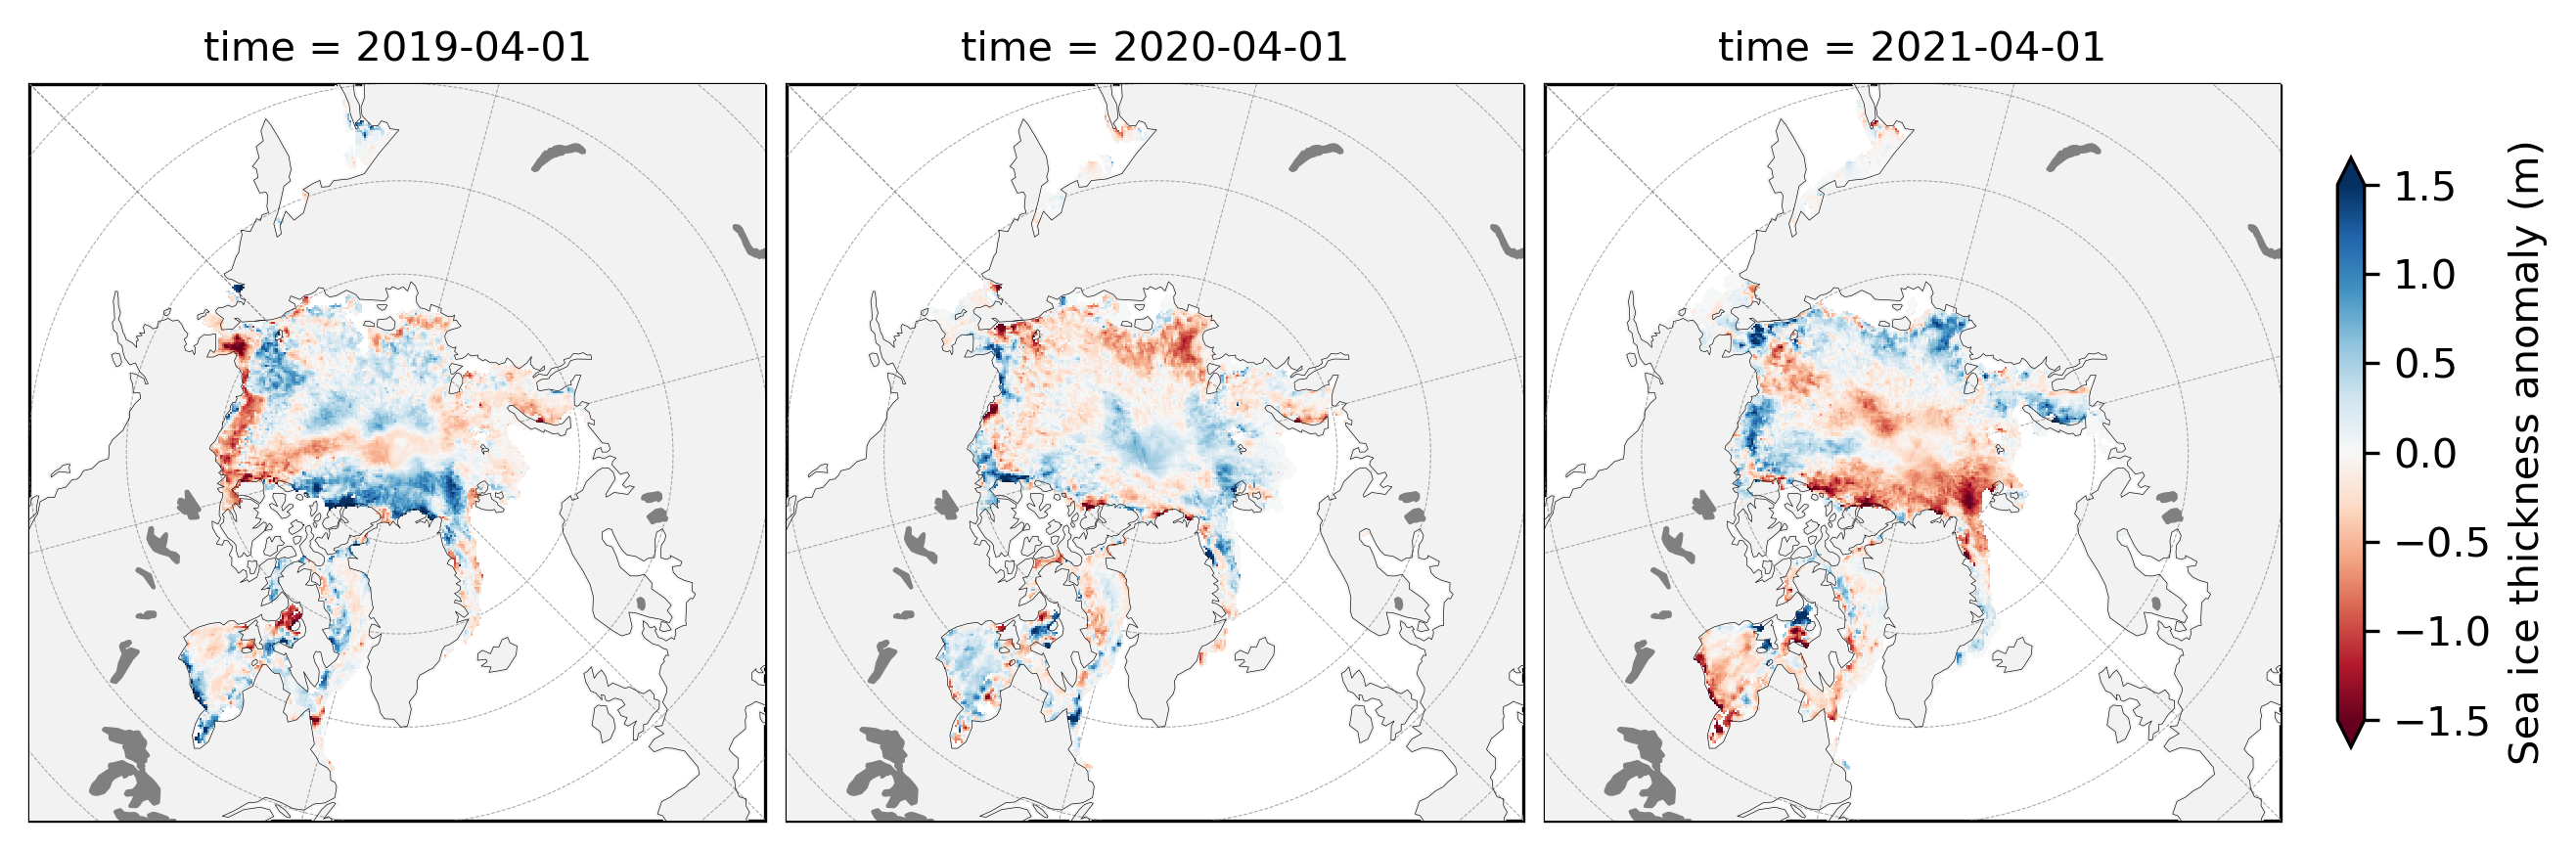 time = 2019-04-01
time = 2020-04-01
time = 2021-04-01
1.5
1.0
0.5
0.0
−0.5
−1.0
−1.5
Sea ice thickness anomaly (m)